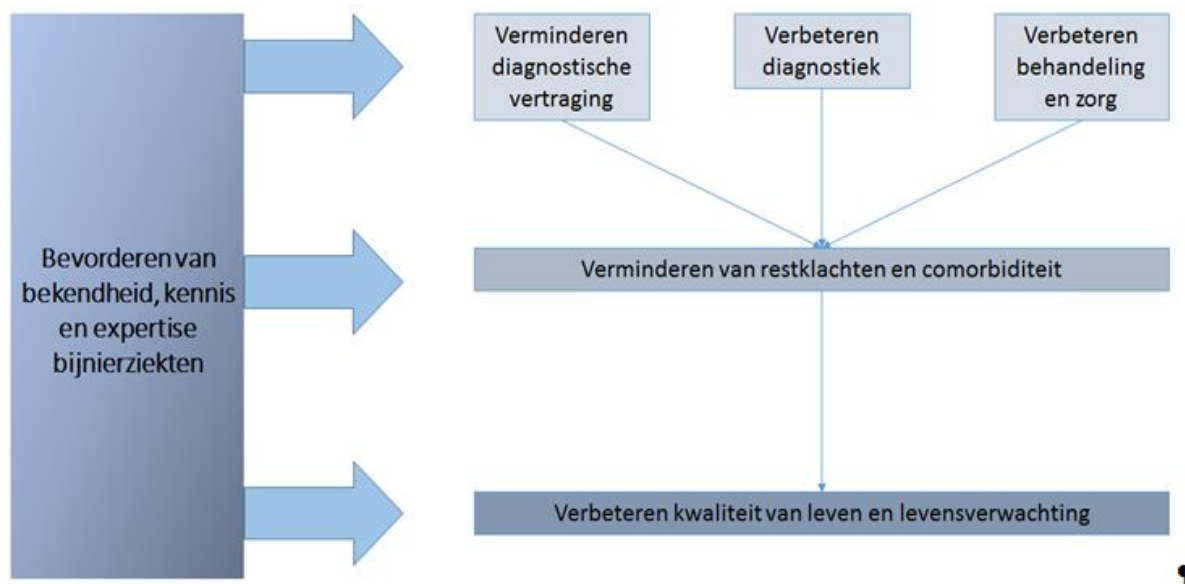 Bevorderen van
bekendheid, kennis
en expertise
bijnierziekten
Verminderen
diagnostische
vertraging
Verbeteren
diagnostiek
Verbeteren
behandeling
en zorg
Verminderen van restklachten en comorbiditeit
Verbeteren kwaliteit van leven en levensverwachting